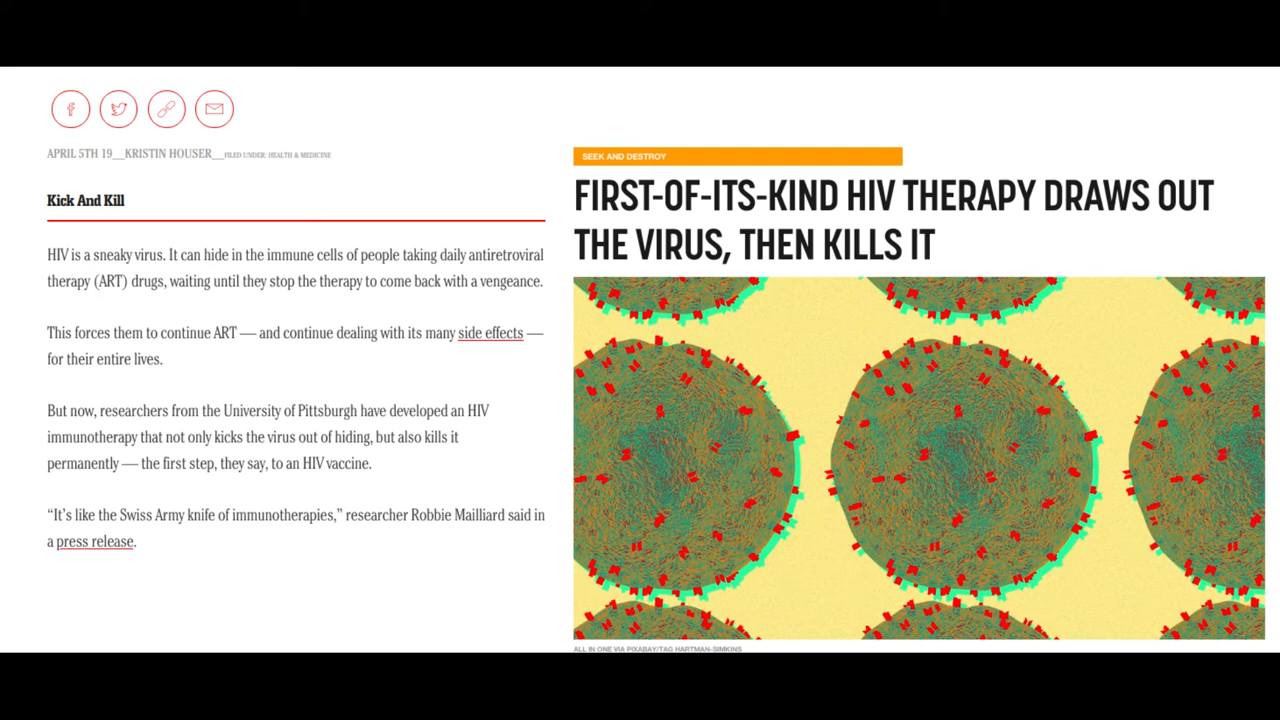 APRIL 5TH 19__KRISTIN HOUSER__FILED UNDER: HEALTH & MEDICINE
Kick And Kill
HIV is a sneaky virus. It can hide in the immune cells of people taking daily antiretroviral
therapy (ART) drugs, waiting until they stop the therapy to come back with a vengeance.
This forces them to continue ART — and continue dealing with its many side effects —
for their entire lives.
But now, researchers from the University of Pittsburgh have developed an HIV
immunotherapy that not only kicks the virus out of hiding, but also kills it
permanently — the first step, they say, to an HIV vaccine.
“It’s like the Swiss Army knife of immunotherapies,” researcher Robbie Mailliard said in
a press release.
SEEK AND DESTROY
FIRST-OF-ITS-KIND HIV THERAPY DRAWS OUT
THE VIRUS, THEN KILLS IT
ALL IN ONE VIA PIXABAY/TAG HARTMAN-SIMKINS